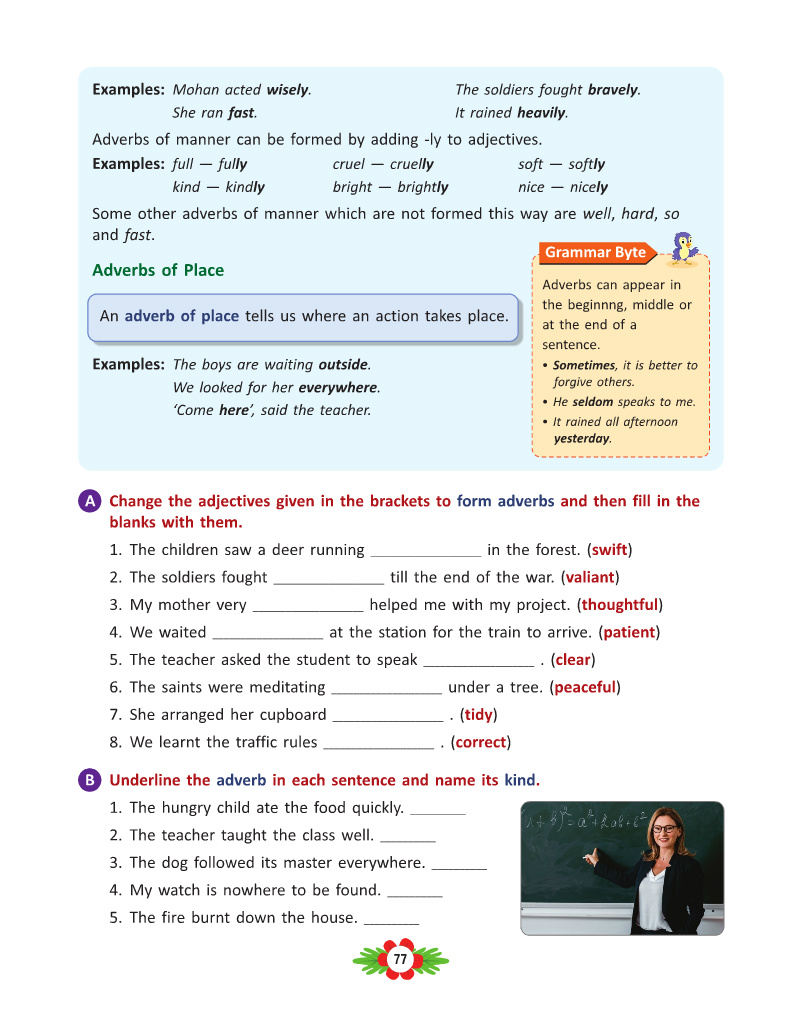 Examples: Mohan acted wisely. The soldiers fought bravely.
She ran fast. It rained heavily.
Adverbs of manner can be formed by adding -ly to adjectives.
Examples: full — fully cruel — cruelly soft — softly
kind — kindly bright — brightly nice — nicely
Some other adverbs of manner which are not formed this way are well, hard, so
and fast.
Adverbs of Place
An adverb of place tells us where an action takes place.
Examples: The boys are waiting outside.
We looked for her everywhere.
‘Come here’, said the teacher.
Grammar Byte
Adverbs can appear in
the beginnng, middle or
at the end of a
sentence.
• Sometimes, it is better to
forgive others.
• He seldom speaks to me.
• It rained all afternoon
yesterday.
A Change the adjectives given in the brackets to form adverbs and then fill in the
blanks with them.
1. The children saw a deer running _____________ in the forest. (swift)
2. The soldiers fought _____________ till the end of the war. (valiant)
3. My mother very _____________ helped me with my project. (thoughtful)
4. We waited _____________ at the station for the train to arrive. (patient)
5. The teacher asked the student to speak _____________ . (clear)
6. The saints were meditating _____________ under a tree. (peaceful)
7. She arranged her cupboard _____________ . (tidy)
8. We learnt the traffic rules _____________ . (correct)
B Underline the adverb in each sentence and name its kind.
1. The hungry child ate the food quickly. _______
2. The teacher taught the class well. _______
3. The dog followed its master everywhere. _______
4. My watch is nowhere to be found. _______
5. The fire burnt down the house. _______
77